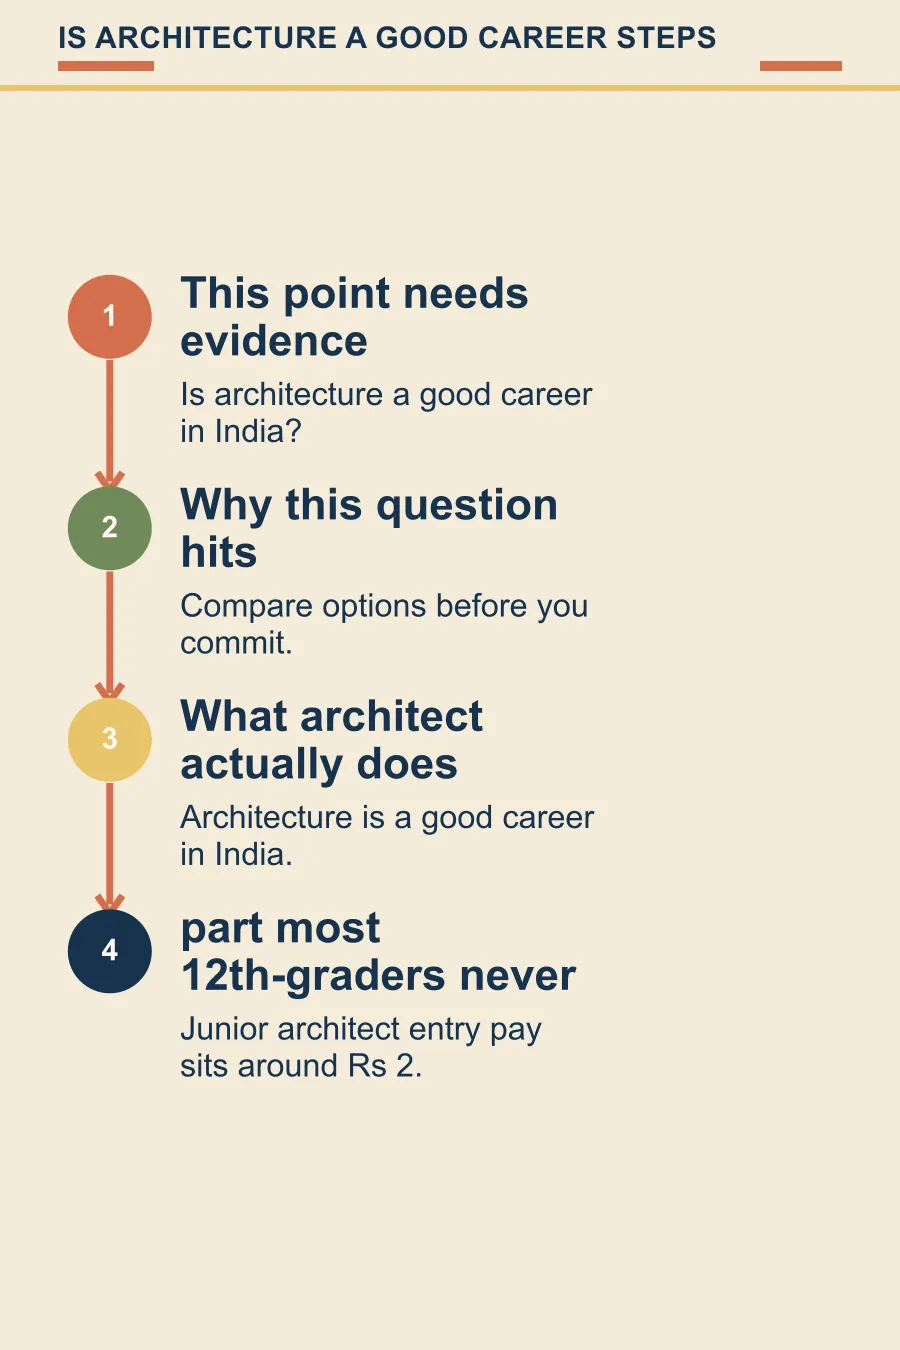 IS ARCHITECTURE A GOOD CAREER STEPS
1
This point needs
evidence
Is architecture a good career
in India?
2
Why this question
hits
Compare options before you
commit.
3
What architect
actually does
Architecture is a good career
in India.
4
part most
12th-graders never
Junior architect entry pay
sits around Rs 2.